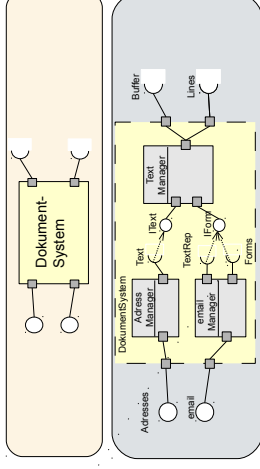 Dokument-
System
Buffer
Lines
Text
Manager
IText
IForm
Text
TextRep
Forms
DokumentSystem
Adress
Manager
email
Manager
Adresses
email